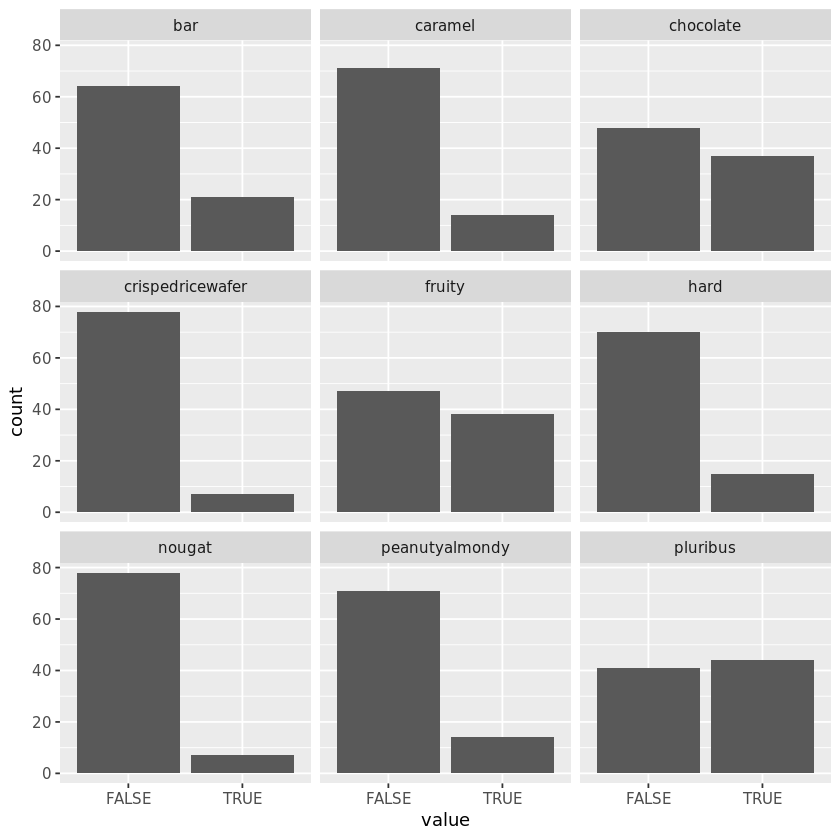 bar caramel chocolate
80
60
40
20
0
crispedricewafer fruity hard
80
60
40
20
0
count
nougat peanutyalmondy pluribus
80
60
40
20
0
FALSE TRUE FALSE TRUE FALSE TRUE
value